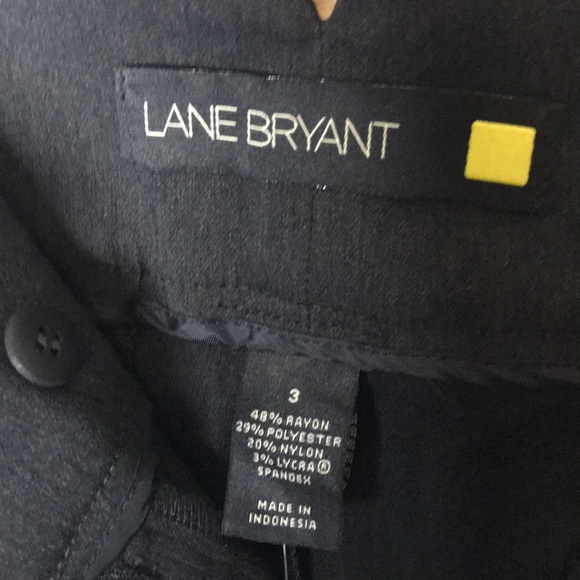 LANE BRYANT
3
48% RAYON
29% POLYESTER
20% NYLON
3% LYCRA®
SPANDEX
MADE IN
INDONESIA